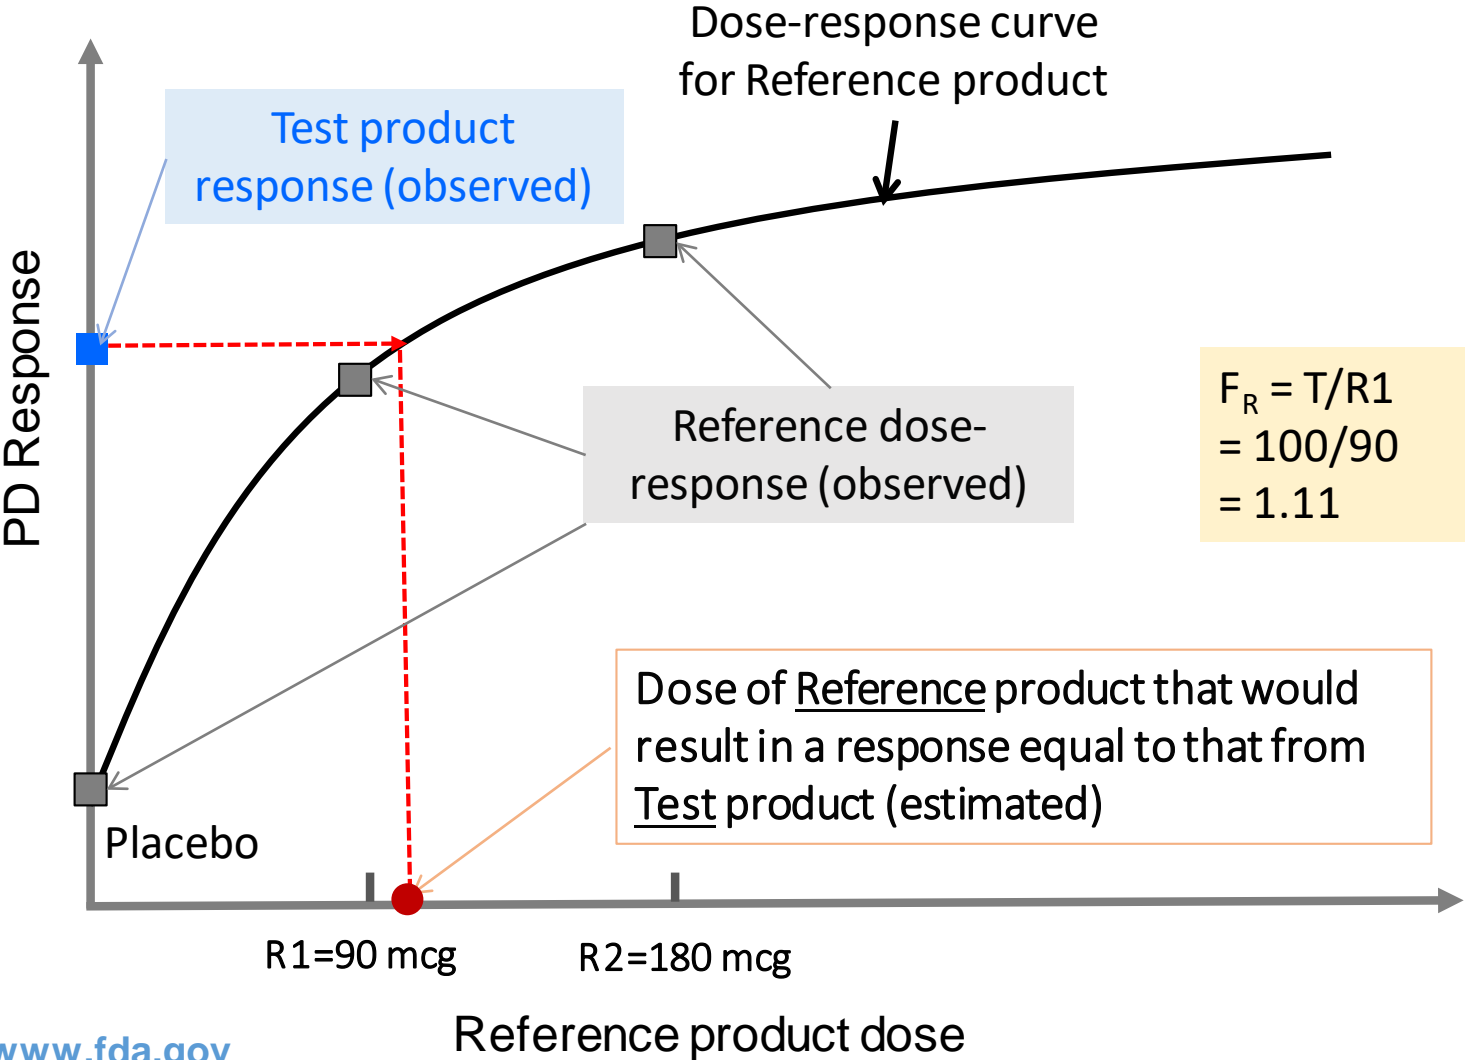 Dose-response curve
for Reference product
Test product
response (observed)
PD Response
F_R = T/R1
= 100/90
= 1.11
Reference dose-
response (observed)
Dose of Reference product that would
result in a response equal to that from
Test product (estimated)
Placebo
R1=90 mcg
R2=180 mcg
Reference product dose
www.fda.gov